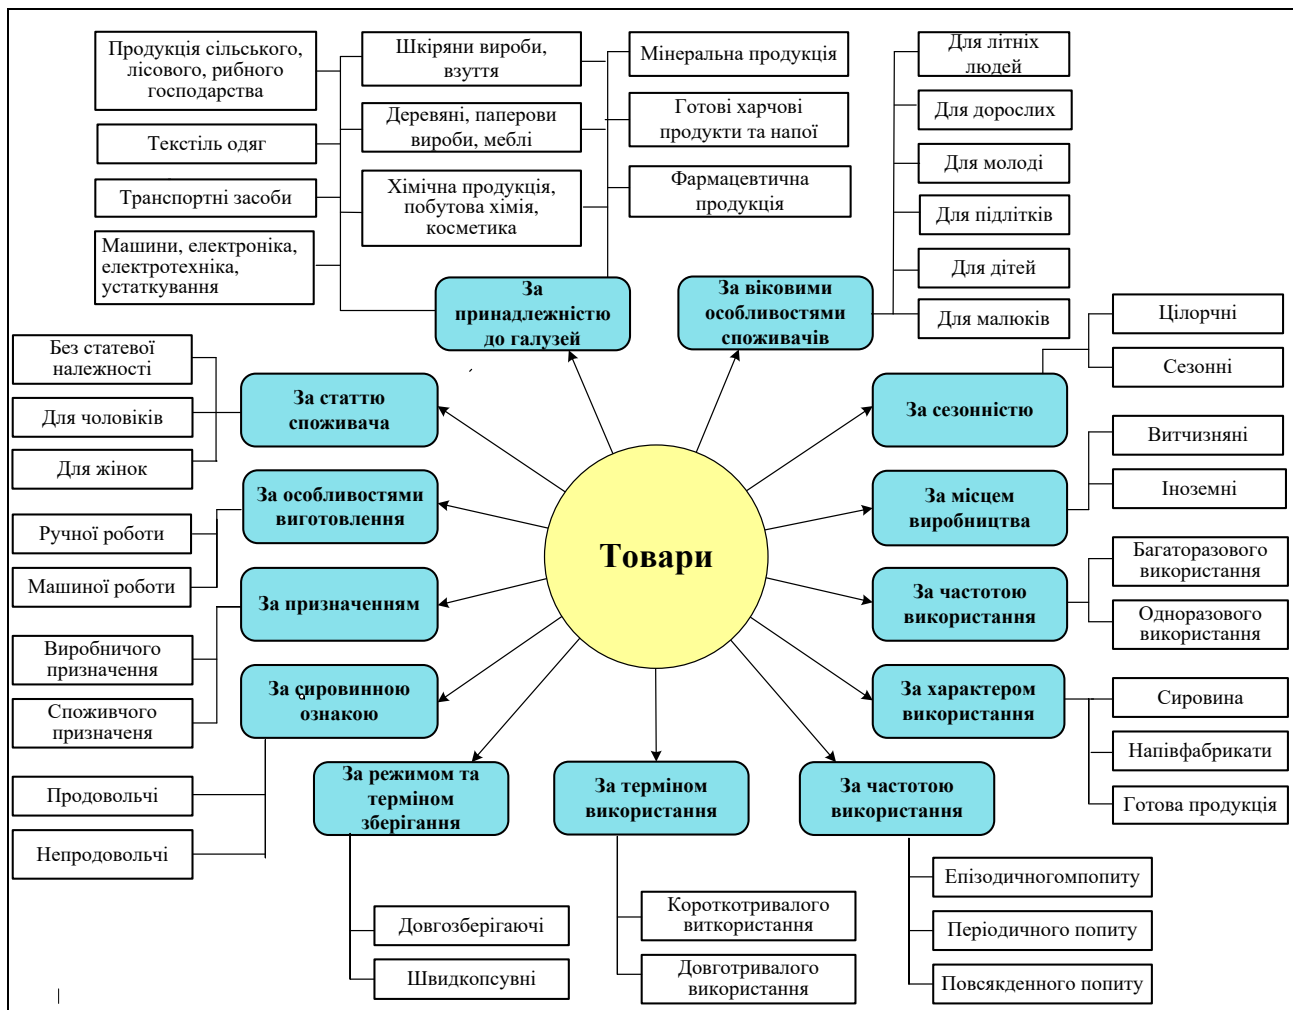 Продукція сільського,
лісового, рибного
господарства
Текстіль одяг
Транспортні засоби
Машини, електроніка,
електротехніка,
устаткування
Шкіряни вироби,
взуття
Деревяні, паперови
вироби, меблі
Хімічна продукція,
побутова хімія,
косметика
Мінеральна продукція
Готові харчові
продукти та напої
Фармацевтична
продукція
Для літніх
людей
Для дорослих
Для молоді
Для підлітків
Для дітей
Для малюків
За
принадлежністю
до галузей
За віковими
особливостями
споживачів
Цілорчні
Сезонні
Без статевої
належності
Для чоловіків
Для жінок
За статтю
споживача
За сезонністю
Витчизняні
Іноземні
За особливостями
виготовлення
За місцем
виробництва
Ручної роботи
Машиної роботи
Товари
Багаторазового
використання
Одноразового
використання
За призначенням
За частотою
використання
Виробничого
призначення
Споживчого
призначеня
За сировинною
ознакою
За характером
використання
Сировина
Напівфабрикати
Готова продукція
Продовольчі
Непродовольчі
За режимом та
терміном
зберігання
За терміном
використання
За частотою
використання
Довгозберігаючі
Швидкопсувні
Короткотривалого
виткористання
Довготривалого
використання
Епізодичногмпопиту
Періодичного попиту
Повсякденного попиту